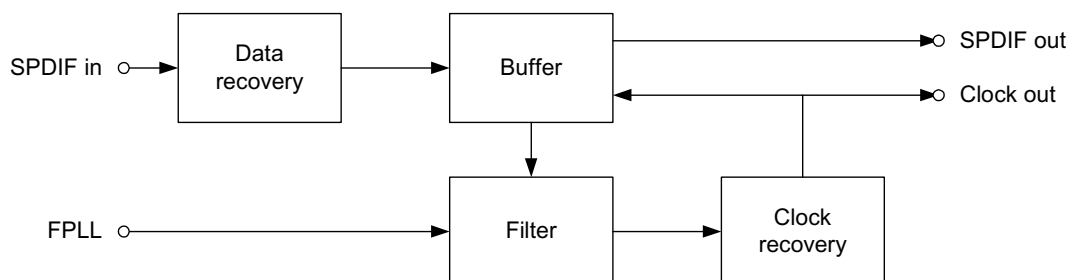 SPDIF in
Data
recovery
Buffer
SPDIF out
Clock out
FPLL
Filter
Clock
recovery